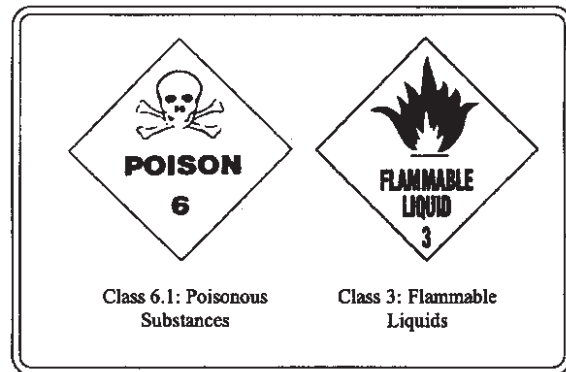 POISON
6
Class 6.1: Poisonous
Substances
FLAMMABLE
LIQUID
3
Class 3: Flammable
Liquids